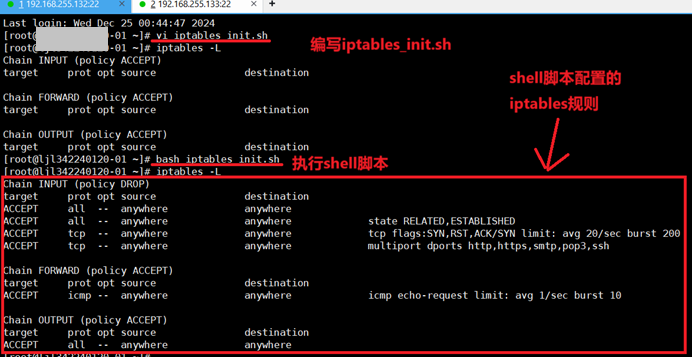 1 192.168.255.132:22 × 2 192.168.255.133:22 × +
Last login: Wed Dec 25 00:44:47 2024
[root@ ~]# vi iptables_init.sh
[root@ ~]# iptables -L
编写iptables_init.sh
Chain INPUT (policy ACCEPT)
target prot opt source destination
Chain FORWARD (policy ACCEPT)
target prot opt source destination
shell脚本配置的
iptables规则
Chain OUTPUT (policy ACCEPT)
target prot opt source destination
[root@ljl342240120-01 ~]# bash iptables_init.sh
执行shell脚本
[root@ljl342240120-01 ~]# iptables -L
Chain INPUT (policy DROP)
target prot opt source destination
ACCEPT all -- anywhere anywhere
ACCEPT all -- anywhere anywhere state RELATED,ESTABLISHED
ACCEPT tcp -- anywhere anywhere tcp flags:SYN,RST,ACK/SYN limit: avg 20/sec burst 200
ACCEPT tcp -- anywhere anywhere multiport dports http,https,smtp,pop3,ssh
Chain FORWARD (policy ACCEPT)
target prot opt source destination
ACCEPT icmp -- anywhere anywhere icmp echo-request limit: avg 1/sec burst 10
Chain OUTPUT (policy ACCEPT)
target prot opt source destination
ACCEPT all -- anywhere anywhere
[root@ljl342240120-01 ~]#